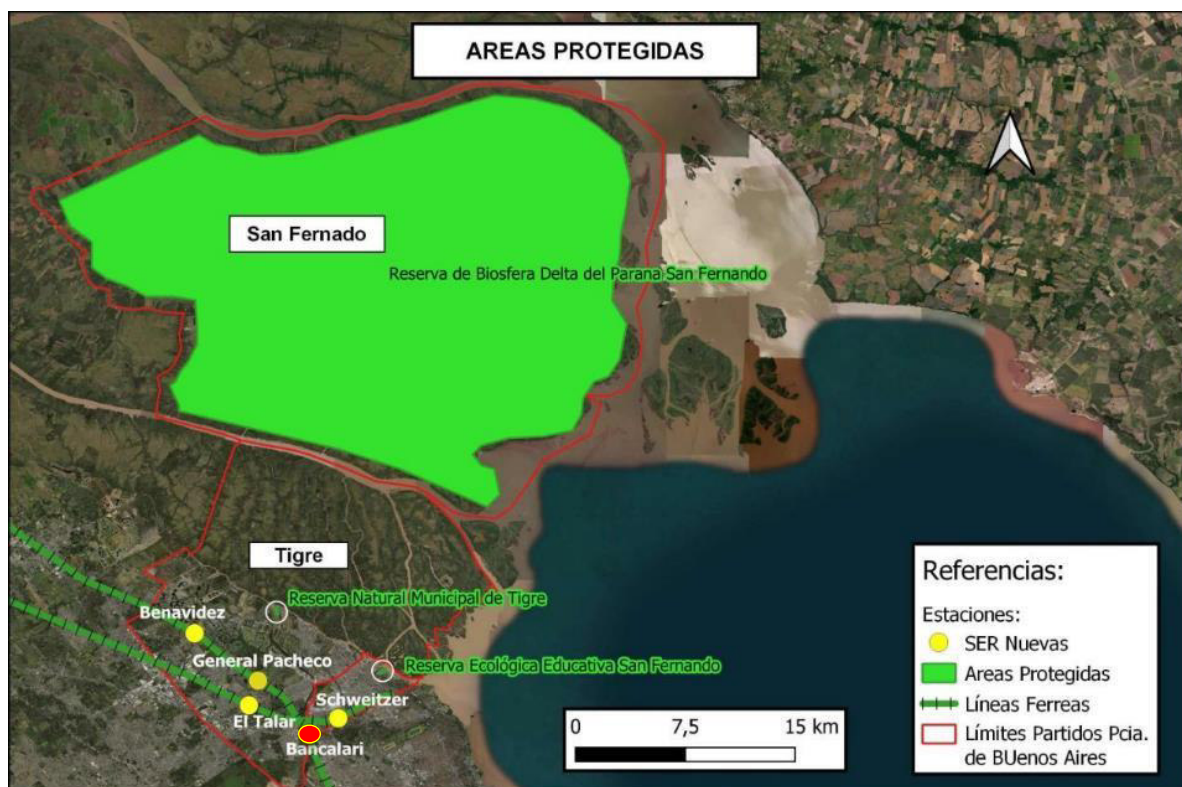 AREAS PROTEGIDAS
San Fernado
Reserva de Biosfera Delta del Parana San Fernando
Tigre
Reserva Natural Municipal de Tigre
Benavidez
General Pacheco
Reserva Ecológica Educativa San Fernando
Schweitzer
El Talar
Bancalari
0 7,5 15 km
Referencias:
Estaciones:
SER Nuevas
Areas Protegidas
Líneas Ferreas
Límites Partidos Pcia.
de BUenos Aires